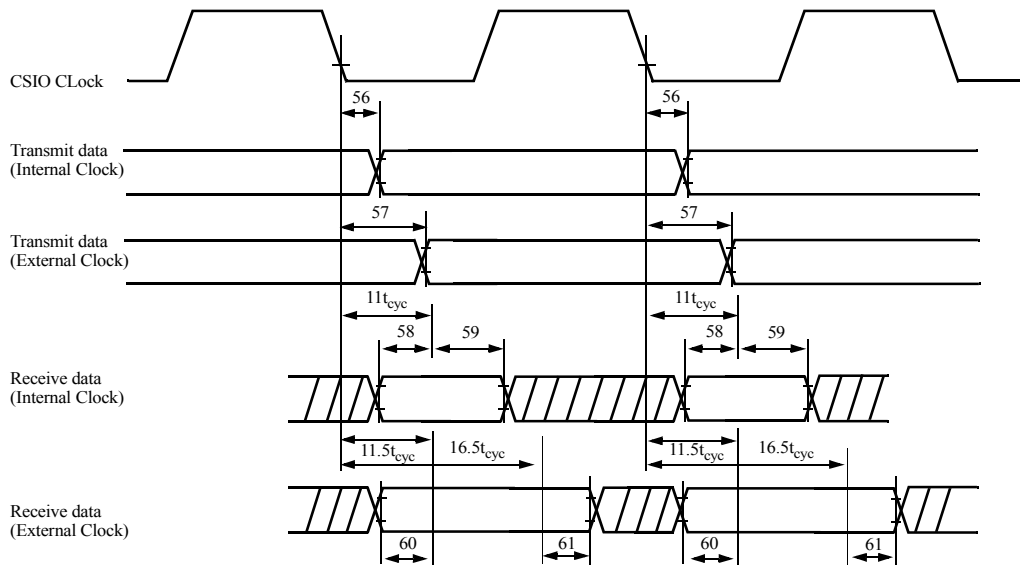 CSIO CLock
56 56
Transmit data
(Internal Clock)
57 57
Transmit data
(External Clock)
11tcyc 11tcyc
58 59 58 59
Receive data
(Internal Clock)
11.5tcyc 16.5tcyc 11.5tcyc 16.5tcyc
Receive data
(External Clock)
60 61 60 61